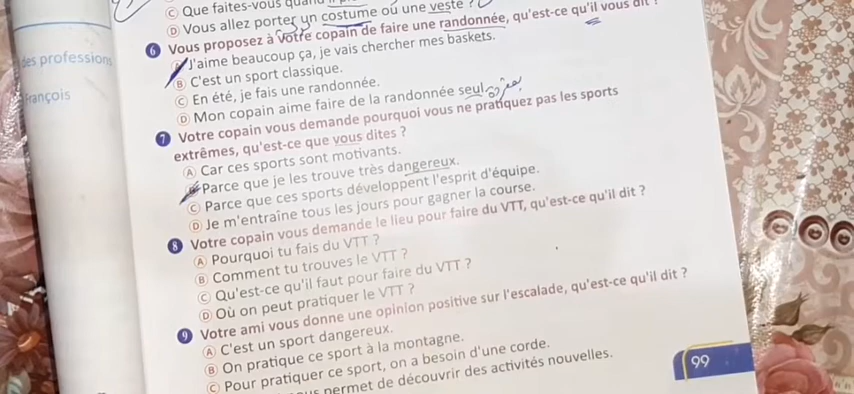 C Que faites-vous
D Vous allez porter un costume ou une veste ?
6 Vous proposez à votre copain de faire une randonnée, qu'est-ce qu'il vous dit ?
J'aime beaucoup ça, je vais chercher mes baskets.
B C'est un sport classique.
C En été, je fais une randonnée.
D Mon copain aime faire de la randonnée seul.
7 Votre copain vous demande pourquoi vous ne pratiquez pas les sports
extrêmes, qu'est-ce que vous dites ?
A Car ces sports sont motivants.
Parce que je les trouve très dangereux.
C Parce que ces sports développent l'esprit d'équipe.
D Je m'entraîne tous les jours pour gagner la course.
8 Votre copain vous demande le lieu pour faire du VTT, qu'est-ce qu'il dit ?
A Pourquoi tu fais du VTT ?
B Comment tu trouves le VTT ?
C Qu'est-ce qu'il faut pour faire du VTT ?
D Où on peut pratiquer le VTT ?
9 Votre ami vous donne une opinion positive sur l'escalade, qu'est-ce qu'il dit ?
A C'est un sport dangereux.
B On pratique ce sport à la montagne.
C Pour pratiquer ce sport, on a besoin d'une corde.
permet de découvrir des activités nouvelles.
99
des professions
François